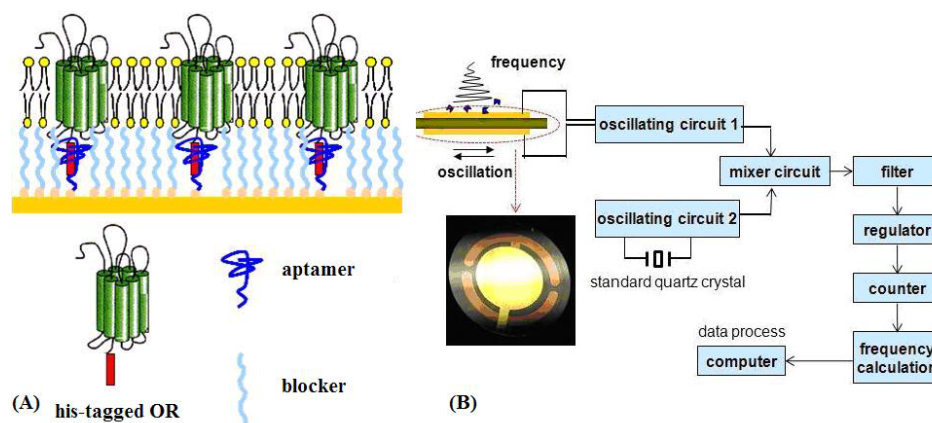 aptamer
blocker
(A)
his-tagged OR
frequency
oscillation
oscillating circuit 1
mixer circuit
filter
oscillating circuit 2
standard quartz crystal
regulator
counter
data process
computer
frequency
calculation
(B)